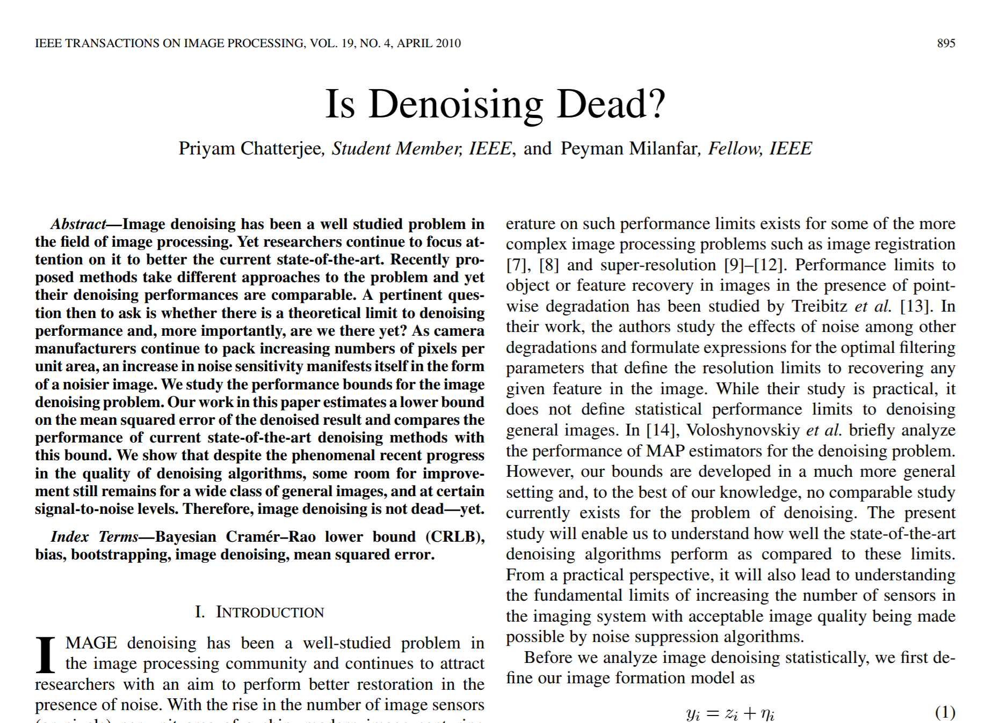 IEEE TRANSACTIONS ON IMAGE PROCESSING, VOL. 19, NO. 4, APRIL 2010
895
Is Denoising Dead?
Priyam Chatterjee, Student Member, IEEE, and Peyman Milanfar, Fellow, IEEE
Abstract—Image denoising has been a well studied problem in
the field of image processing. Yet researchers continue to focus at-
tention on it to better the current state-of-the-art. Recently pro-
posed methods take different approaches to the problem and yet
their denoising performances are comparable. A pertinent ques-
tion then to ask is whether there is a theoretical limit to denoising
performance and, more importantly, are we there yet? As camera
manufacturers continue to pack increasing numbers of pixels per
unit area, an increase in noise sensitivity manifests itself in the form
of a noisier image. We study the performance bounds for the image
denoising problem. Our work in this paper estimates a lower bound
on the mean squared error of the denoised result and compares the
performance of current state-of-the-art denoising methods with
this bound. We show that despite the phenomenal recent progress
in the quality of denoising algorithms, some room for improve-
ment still remains for a wide class of general images, and at certain
signal-to-noise levels. Therefore, image denoising is not dead—yet.
Index Terms—Bayesian Cramér–Rao lower bound (CRLB),
bias, bootstrapping, image denoising, mean squared error.
I. INTRODUCTION
IMAGE denoising has been a well-studied problem in
the image processing community and continues to attract
researchers with an aim to perform better restoration in the
presence of noise. With the rise in the number of image sensors
erature on such performance limits exists for some of the more
complex image processing problems such as image registration
[7], [8] and super-resolution [9]–[12]. Performance limits to
object or feature recovery in images in the presence of point-
wise degradation has been studied by Treibitz et al. [13]. In
their work, the authors study the effects of noise among other
degradations and formulate expressions for the optimal filtering
parameters that define the resolution limits to recovering any
given feature in the image. While their study is practical, it
does not define statistical performance limits to denoising
general images. In [14], Voloshynovskiy et al. briefly analyze
the performance of MAP estimators for the denoising problem.
However, our bounds are developed in a much more general
setting and, to the best of our knowledge, no comparable study
currently exists for the problem of denoising. The present
study will enable us to understand how well the state-of-the-art
denoising algorithms perform as compared to these limits.
From a practical perspective, it will also lead to understanding
the fundamental limits of increasing the number of sensors in
the imaging system with acceptable image quality being made
possible by noise suppression algorithms.
Before we analyze image denoising statistically, we first de-
fine our image formation model as
yᵢ = zᵢ + ηᵢ (1)